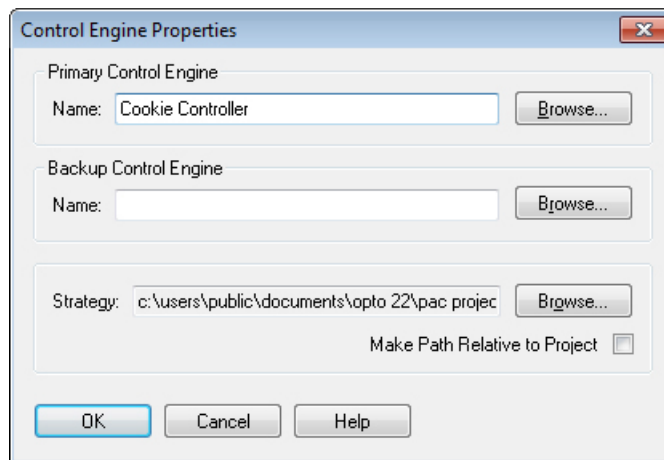 Control Engine Properties
Primary Control Engine
Name: Cookie Controller Browse...
Backup Control Engine
Name: Browse...
Strategy: c:\users\public\documents\opto 22\pac projec Browse...
Make Path Relative to Project
OK Cancel Help